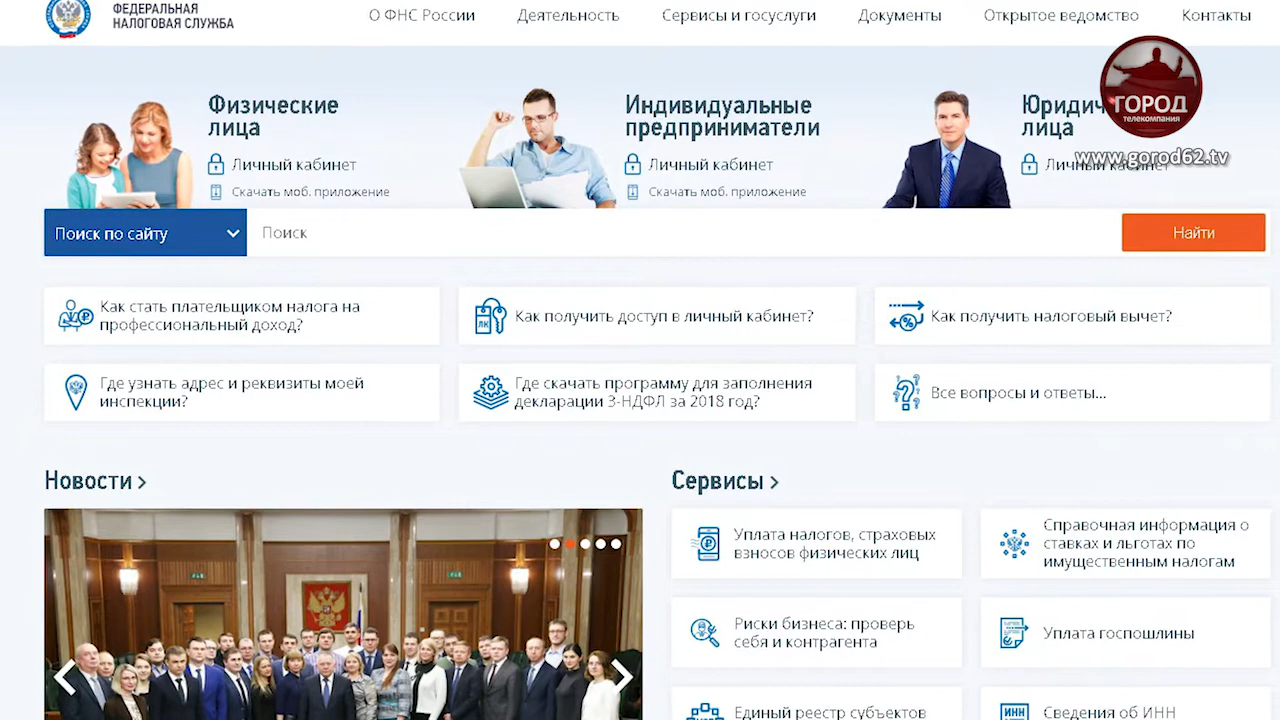 ФЕДЕРАЛЬНАЯ
НАЛОГОВАЯ СЛУЖБА
О ФНС России
Деятельность
Сервисы и госуслуги
Документы
Открытое ведомство
Контакты
Физические
лица
Личный кабинет
Скачать моб. приложение
Индивидуальные
предприниматели
Личный кабинет
Скачать моб. приложение
Юридич
лица
Личный кабинет
ГОРОД
телекомпания
www.gorod62.tv
Поиск по сайту
Поиск
Найти
Как стать плательщиком налога на
профессиональный доход?
ЛК
Как получить доступ в личный кабинет?
Как получить налоговый вычет?
Где узнать адрес и реквизиты моей
инспекции?
Где скачать программу для заполнения
декларации 3-НДФЛ за 2018 год?
Все вопросы и ответы...
Новости
Сервисы
Уплата налогов, страховых
взносов физических лиц
Справочная информация о
ставках и льготах по
имущественным налогам
Риски бизнеса: проверь
себя и контрагента
Уплата госпошлины
Единый реестр субъектов
ИНН
Сведения об ИНН